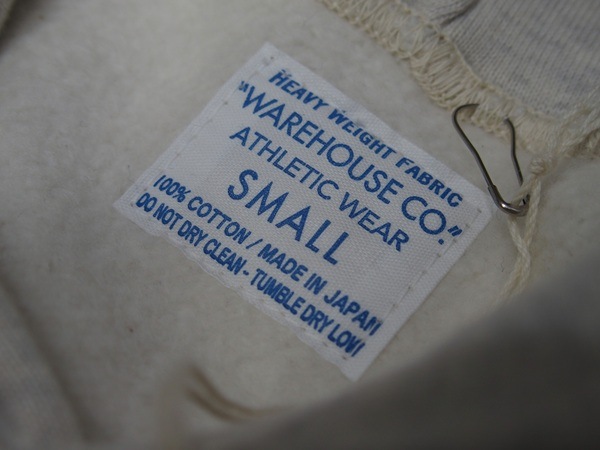 HEAVY WEIGHT FABRIC
"WAREHOUSE CO."
ATHLETIC WEAR
SMALL
100% COTTON / MADE IN JAPAN
DO NOT DRY CLEAN - TUMBLE DRY LOW!